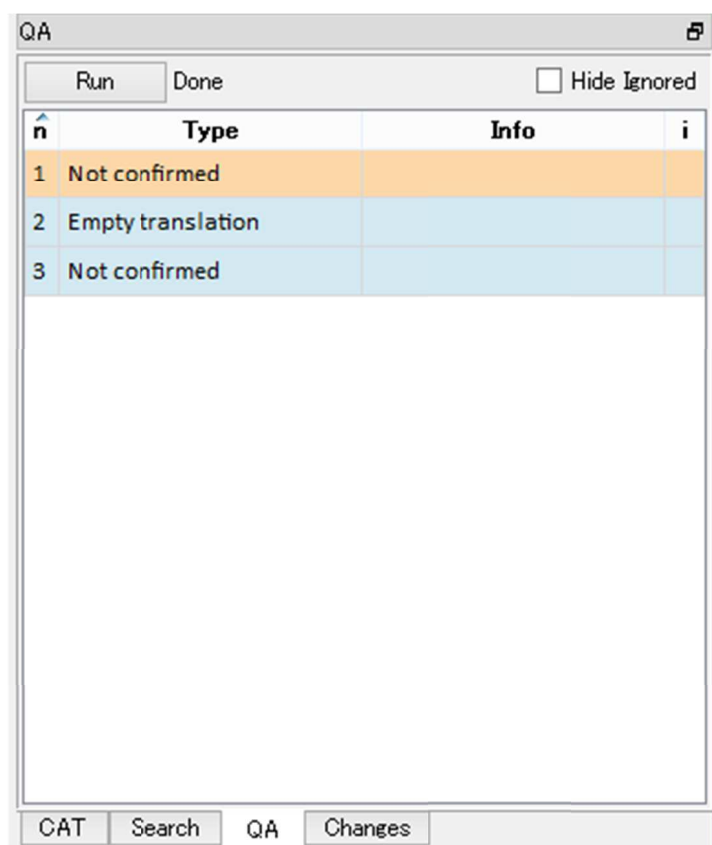 QA
Run Done Hide Ignored
n Type Info i
1 Not confirmed
2 Empty translation
3 Not confirmed
CAT Search QA Changes